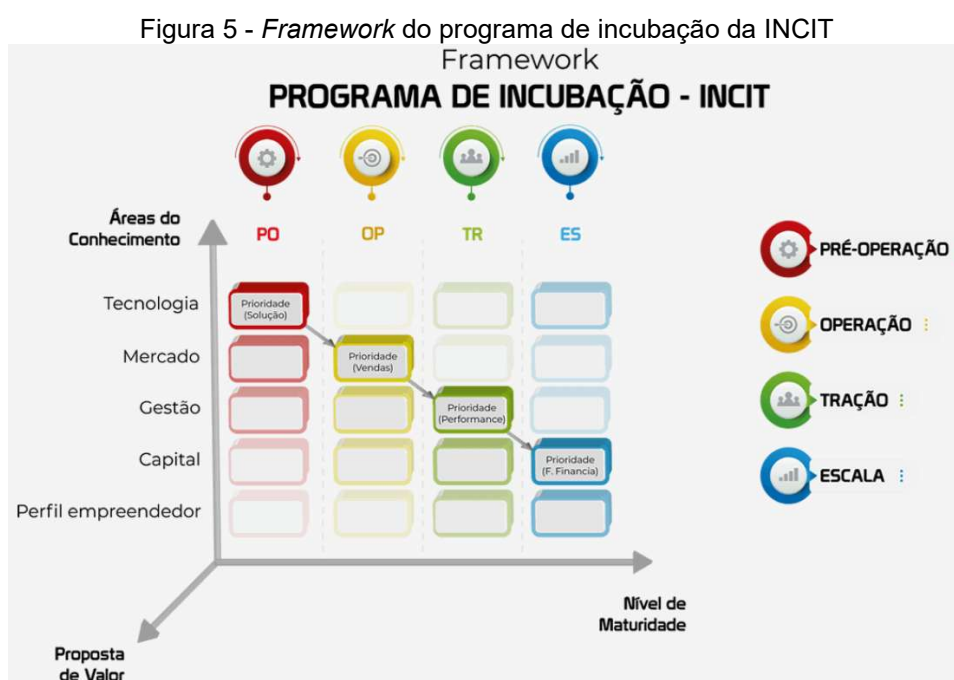 Figura 5 - Framework do programa de incubação da INCIT
Framework
PROGRAMA DE INCUBAÇÃO - INCIT
Áreas do
Conhecimento
PO
OP
TR
ES
PRÉ-OPERAÇÃO
OPERAÇÃO
TRAÇÃO
ESCALA
Tecnologia
Prioridade
(Solução)
Mercado
Prioridade
(Vendas)
Gestão
Prioridade
(Performance)
Capital
Prioridade
(F. Financia)
Perfil empreendedor
Nível de
Maturidade
Proposta
de Valor